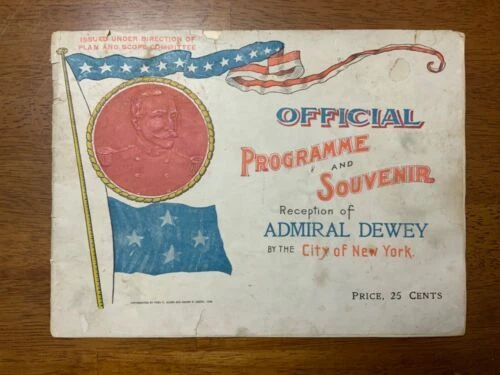 ISSUED UNDER DIRECTION OF
PLAN AND SCOPE COMMITTEE
OFFICIAL
PROGRAMME
AND
SOUVENIR
Reception of
ADMIRAL DEWEY
BY THE City of New York.
PRICE, 25 CENTS